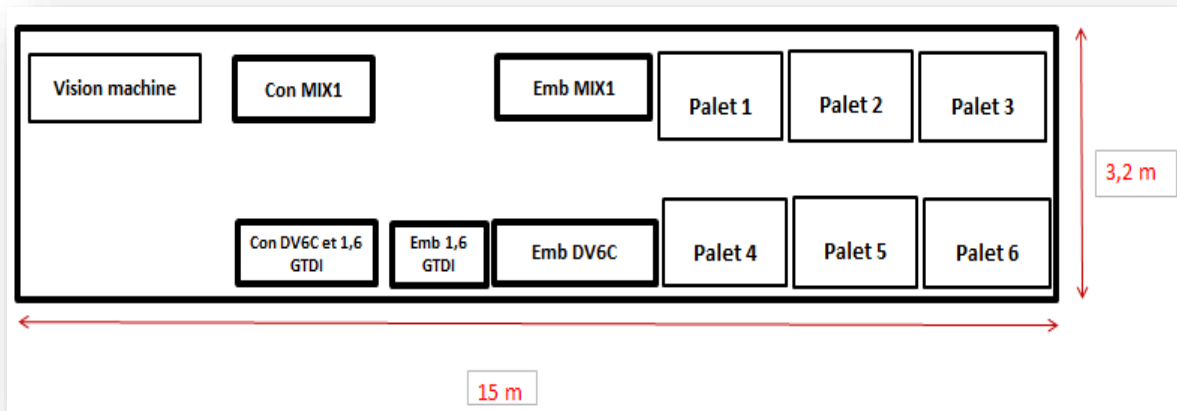 Vision machine
Con MIX1
Emb MIX1
Palet 1
Palet 2
Palet 3
3,2 m
Con DV6C et 1,6
GTDI
Emb 1,6
GTDI
Emb DV6C
Palet 4
Palet 5
Palet 6
15 m